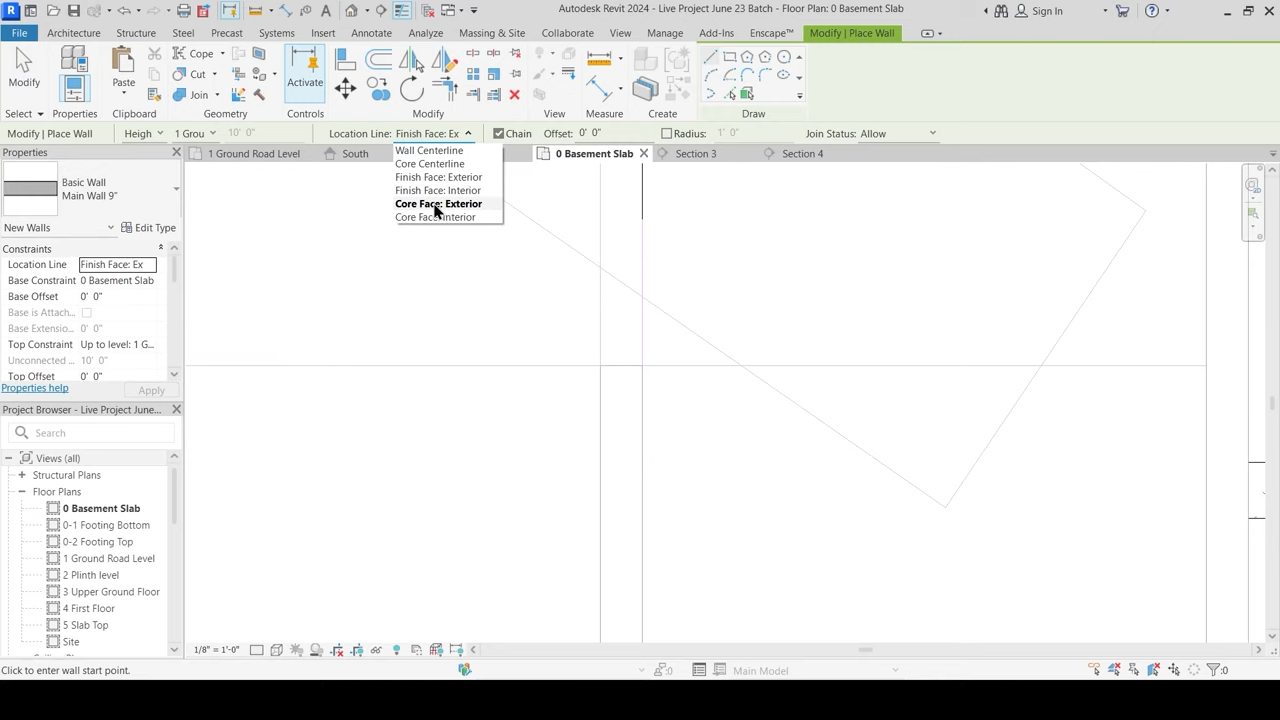 Autodesk Revit 2024 - Live Project June 23 Batch - Floor Plan: 0 Basement Slab
Sign In
File Architecture Structure Steel Precast Systems Insert Annotate Analyze Massing & Site Collaborate View Manage Add-Ins Enscape™ Modify | Place Wall
Modify Paste Cope Cut Join Activate
Select Properties Clipboard Geometry Controls Modify View Measure Create Draw
Modify | Place Wall Heigh 1 Grou 10' 0" Location Line: Finish Face: Ex Chain Offset: 0' 0" Radius: 1' 0" Join Status: Allow
Wall Centerline
Core Centerline
Finish Face: Exterior
Finish Face: Interior
Core Face: Exterior
Core Face: Interior
Properties
1 Ground Road Level South 0 Basement Slab Section 3 Section 4
Basic Wall
Main Wall 9"
New Walls Edit Type
Constraints
Location Line Finish Face: Ex
Base Constraint 0 Basement Slab
Base Offset 0' 0"
Base is Attach...
Base Extensio... 0' 0"
Top Constraint Up to level: 1 G...
Unconnected ... 10' 0"
Top Offset 0' 0"
Properties help Apply
Project Browser - Live Project June...
Search
Views (all)
Structural Plans
Floor Plans
0 Basement Slab
0-1 Footing Bottom
0-2 Footing Top
1 Ground Road Level
2 Plinth level
3 Upper Ground Floor
4 First Floor
5 Slab Top
Site
1/8" = 1'-0"
Click to enter wall start point. :0 Main Model :0